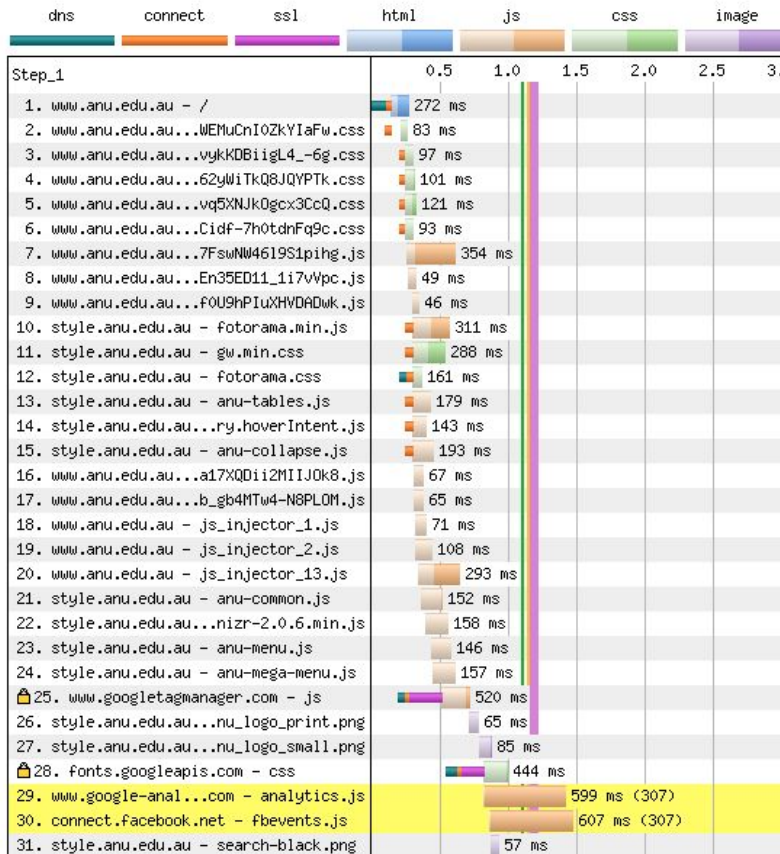 dns connect ssl html js css image
Step_1 0.5 1.0 1.5 2.0 2.5 3.
1. www.anu.edu.au - / 272 ms
2. www.anu.edu.au...WEMuCnI0ZkYIaFw.css 83 ms
3. www.anu.edu.au...vykKDBiigL4_-6g.css 97 ms
4. www.anu.edu.au...62yWiTkQ8JQYPTk.css 101 ms
5. www.anu.edu.au...vq5XNJkOgcx3CcQ.css 121 ms
6. www.anu.edu.au...Cidf-7h0tdnFq9c.css 93 ms
7. www.anu.edu.au...7FswNW46l9S1pihg.js 354 ms
8. www.anu.edu.au...En35ED11_1i7vVpc.js 49 ms
9. www.anu.edu.au...f0U9hPIuXHVDADwk.js 46 ms
10. style.anu.edu.au - fotorama.min.js 311 ms
11. style.anu.edu.au - gw.min.css 288 ms
12. style.anu.edu.au - fotorama.css 161 ms
13. style.anu.edu.au - anu-tables.js 179 ms
14. style.anu.edu.au...ry.hoverIntent.js 143 ms
15. style.anu.edu.au - anu-collapse.js 193 ms
16. www.anu.edu.au...a17XQDii2MIIJOk8.js 67 ms
17. www.anu.edu.au...b_gb4MTw4-N8PLOM.js 65 ms
18. www.anu.edu.au - js_injector_1.js 71 ms
19. www.anu.edu.au - js_injector_2.js 108 ms
20. www.anu.edu.au - js_injector_13.js 293 ms
21. style.anu.edu.au - anu-common.js 152 ms
22. style.anu.edu.au...nizr-2.0.6.min.js 158 ms
23. style.anu.edu.au - anu-menu.js 146 ms
24. style.anu.edu.au - anu-mega-menu.js 157 ms
25. www.googletagmanager.com - js 520 ms
26. style.anu.edu.au...nu_logo_print.png 65 ms
27. style.anu.edu.au...nu_logo_small.png 85 ms
28. fonts.googleapis.com - css 444 ms
29. www.google-anal...com - analytics.js 599 ms (307)
30. connect.facebook.net - fbevents.js 607 ms (307)
31. style.anu.edu.au - search-black.png 57 ms